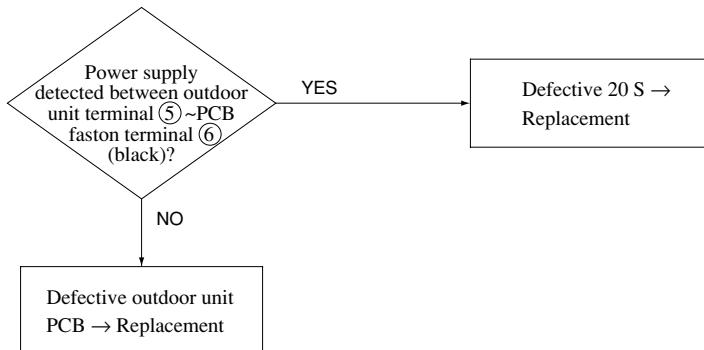 Power supply
detected between outdoor
unit terminal ⑤~PCB
faston terminal ⑥
(black)?
YES
Defective 20 S →
Replacement
NO
Defective outdoor unit
PCB → Replacement